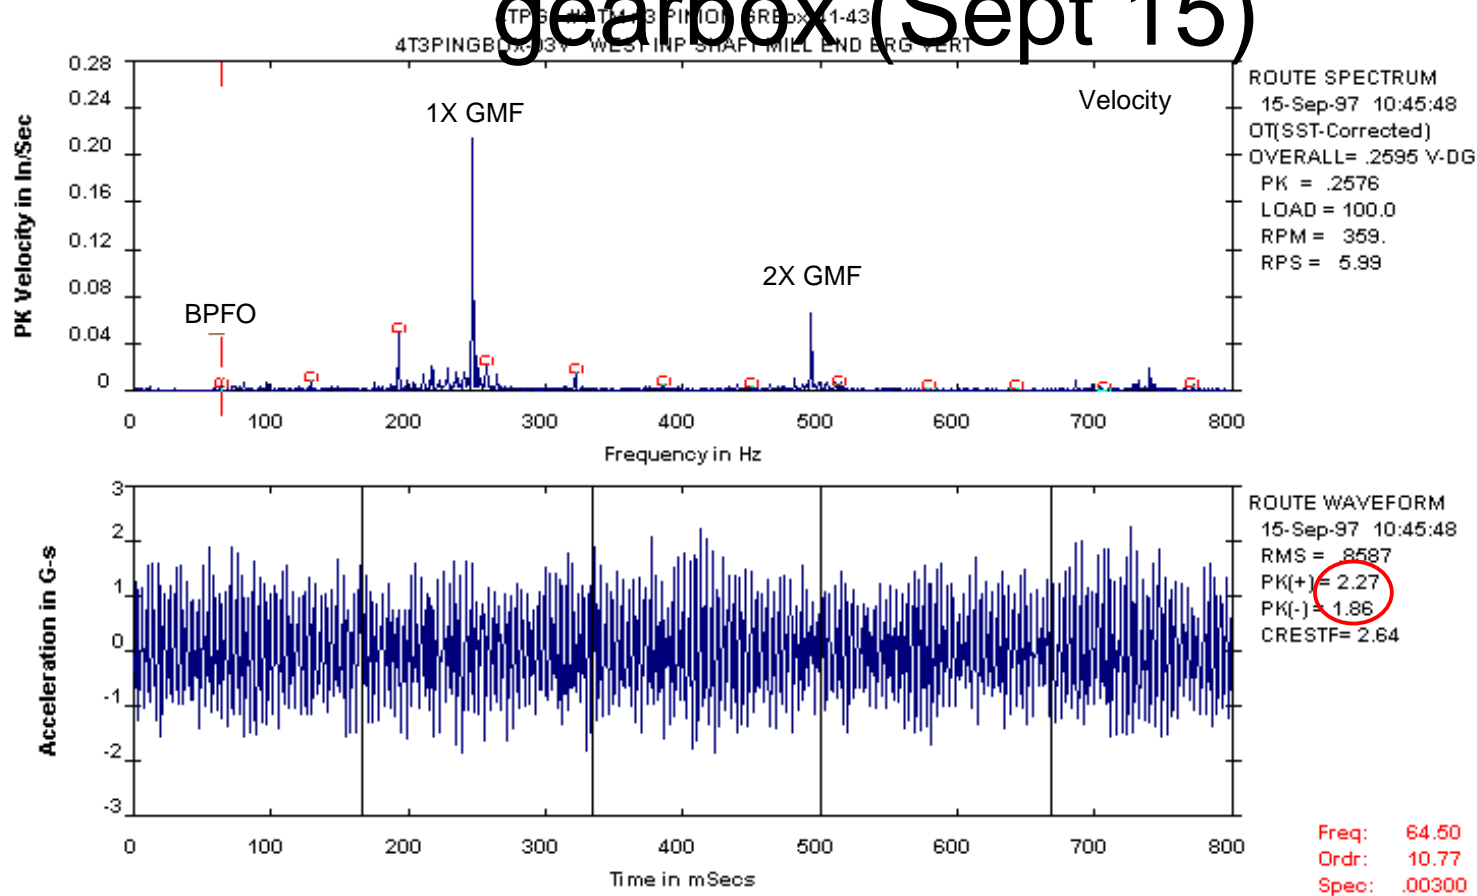 gearbox (Sept 15)
4T3PINGBOX-03V WEST INP SHAFT MILL END BRG VERT
PK Velocity in In/Sec
0.28
0.24
0.20
0.16
0.12
0.08
0.04
0
1X GMF
2X GMF
BPFO
Velocity
0 100 200 300 400 500 600 700 800
Frequency in Hz
ROUTE SPECTRUM
15-Sep-97 10:45:48
OT(SST-Corrected)
OVERALL= .2595 V-DG
PK = .2576
LOAD = 100.0
RPM = 359.
RPS = 5.99
Acceleration in G-s
3
2
1
0
-1
-2
-3
0 100 200 300 400 500 600 700 800
Time in mSecs
ROUTE WAVEFORM
15-Sep-97 10:45:48
RMS = .8587
PK(+) = 2.27
PK(-) = 1.86
CRESTF= 2.64
Freq: 64.50
Ordr: 10.77
Spec: .00300